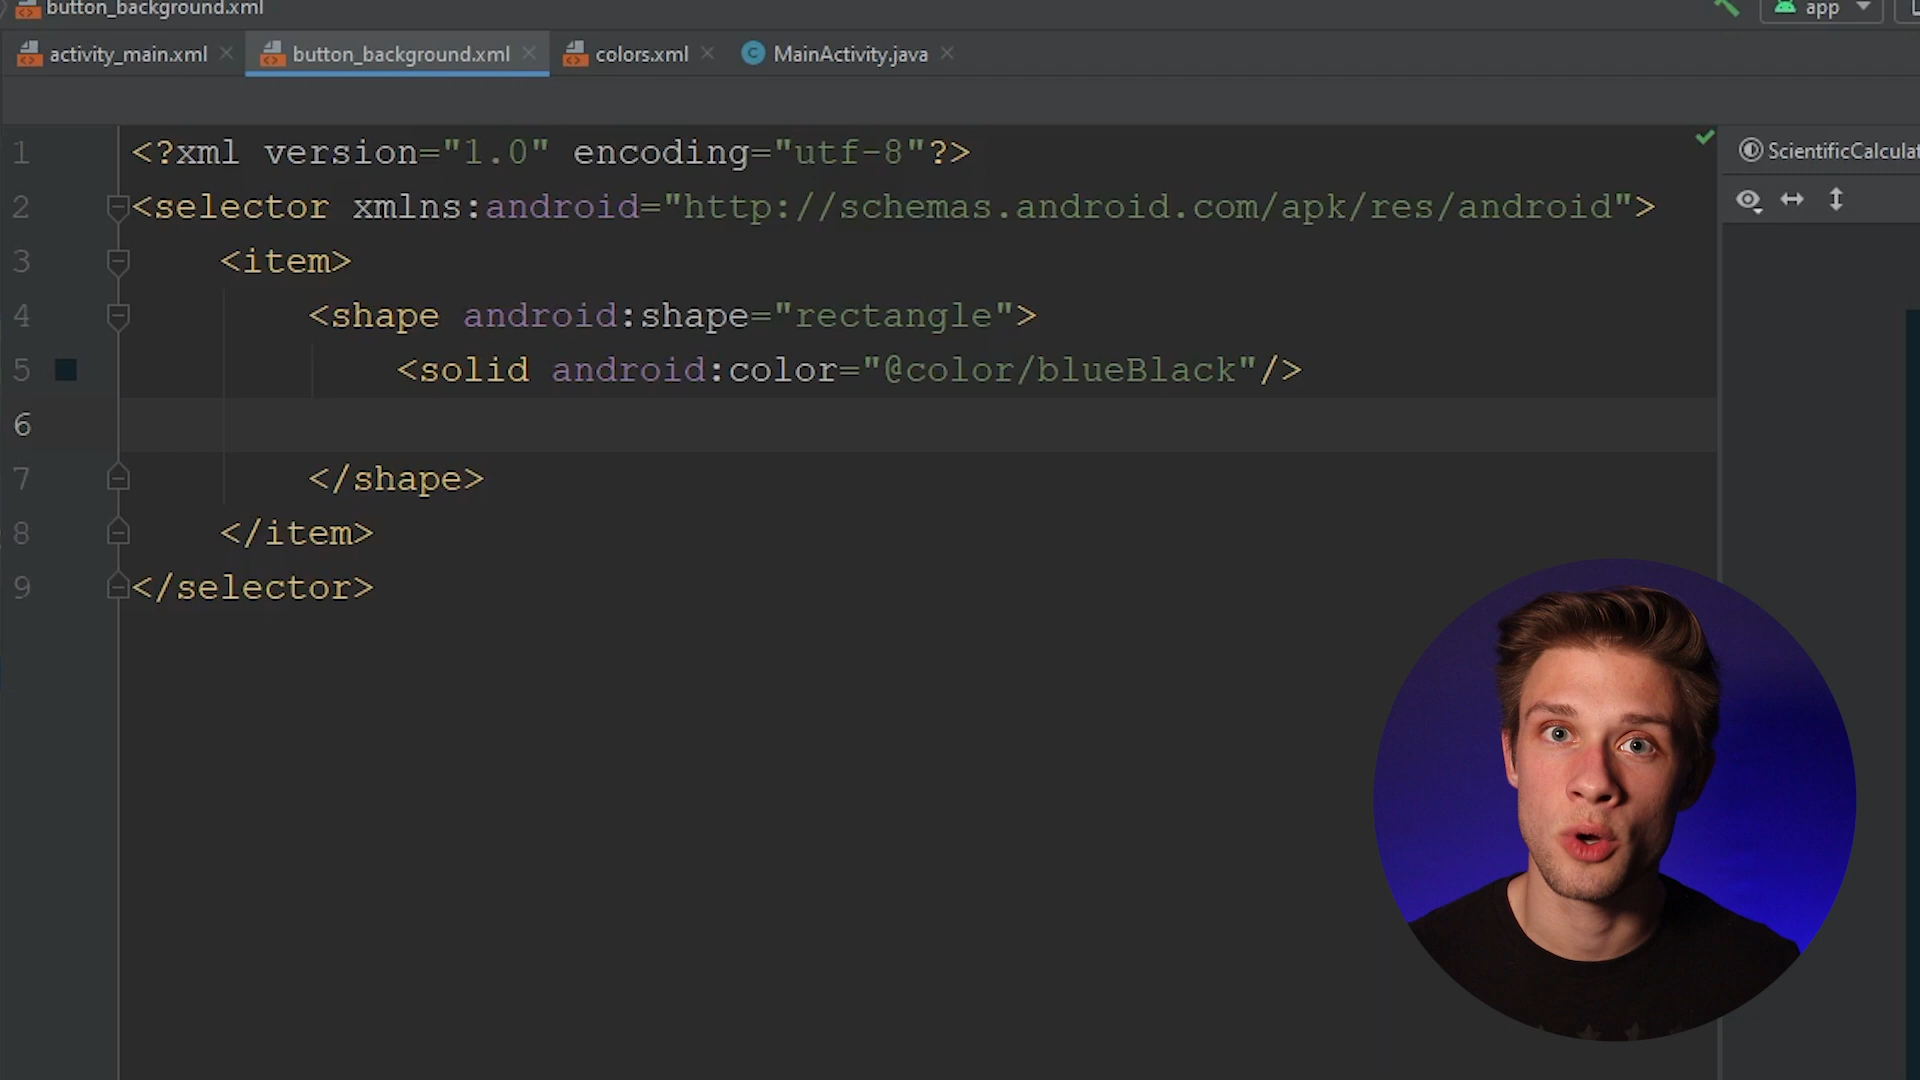 button_background.xml
app
activity_main.xml
button_background.xml
colors.xml
MainActivity.java
1 <?xml version="1.0" encoding="utf-8"?>
2 <selector xmlns:android="http://schemas.android.com/apk/res/android">
3 <item>
4 <shape android:shape="rectangle">
5 <solid android:color="@color/blueBlack"/>
6
7 </shape>
8 </item>
9 </selector>
ScientificCalculat